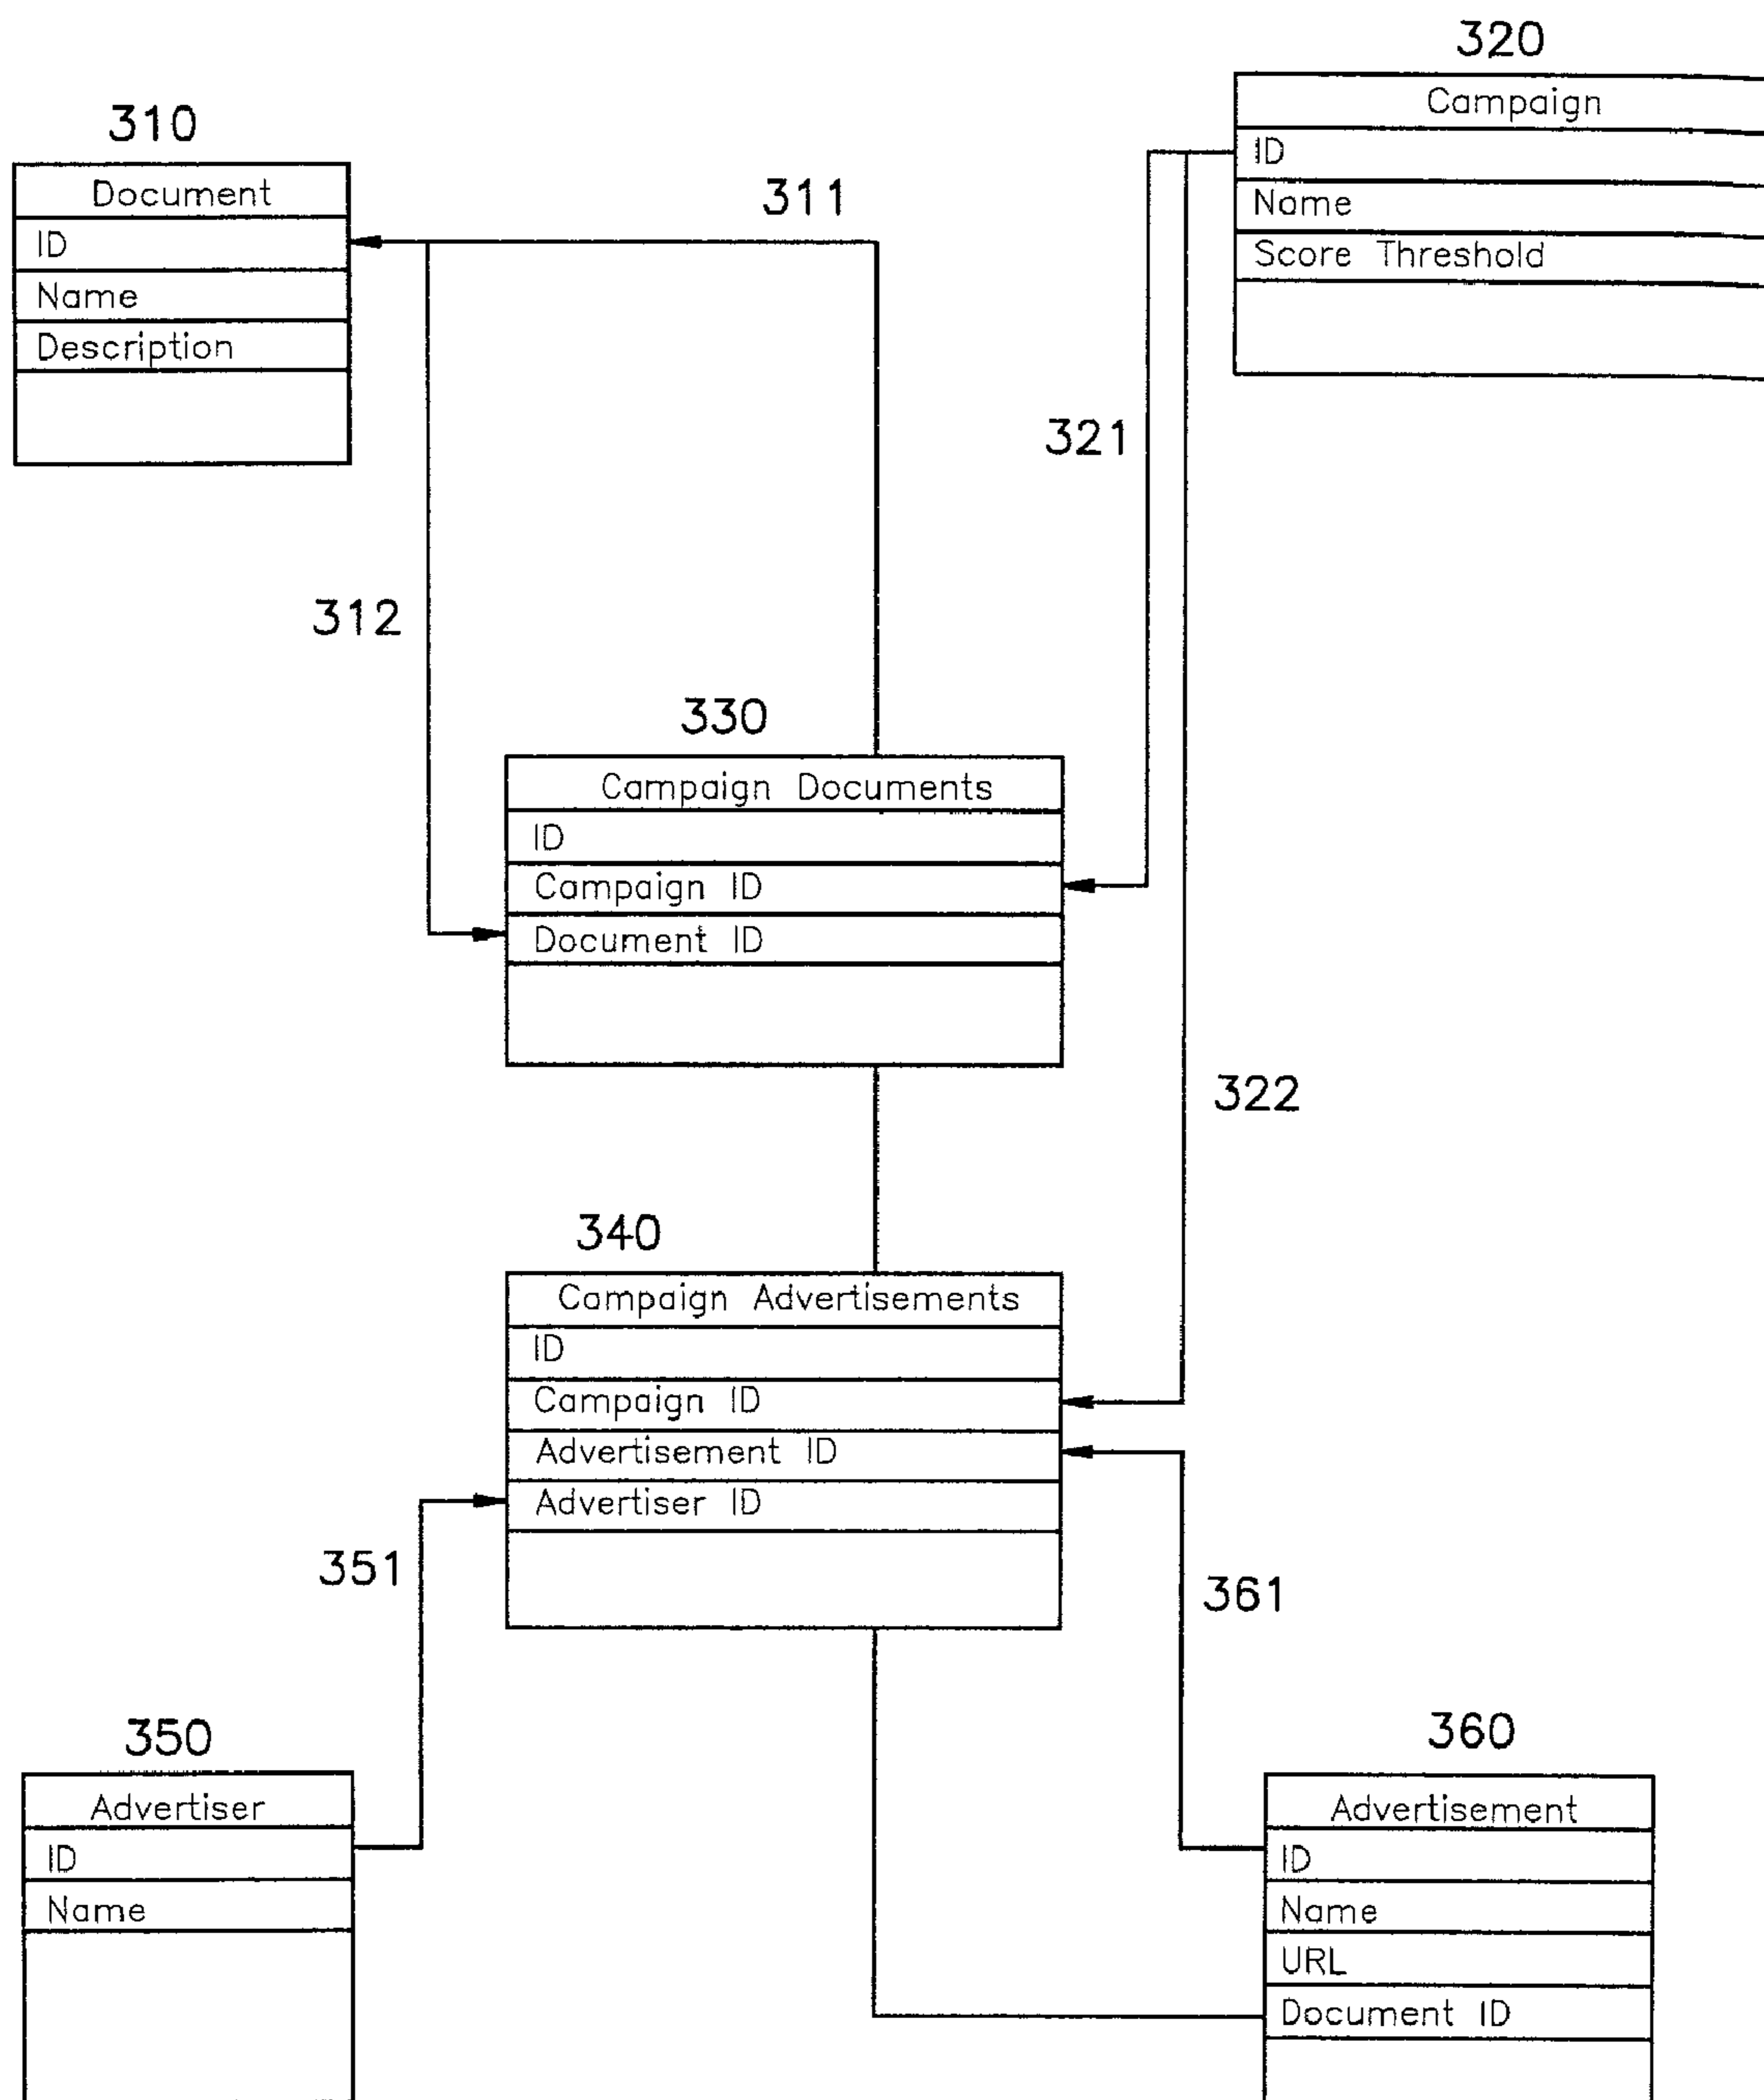 320
Campaign
ID
Name
Score Threshold
310
Document
ID
Name
Description
311
312
321
330
Campaign Documents
ID
Campaign ID
Document ID
322
340
Campaign Advertisements
ID
Campaign ID
Advertisement ID
Advertiser ID
351
361
350
Advertiser
ID
Name
360
Advertisement
ID
Name
URL
Document ID